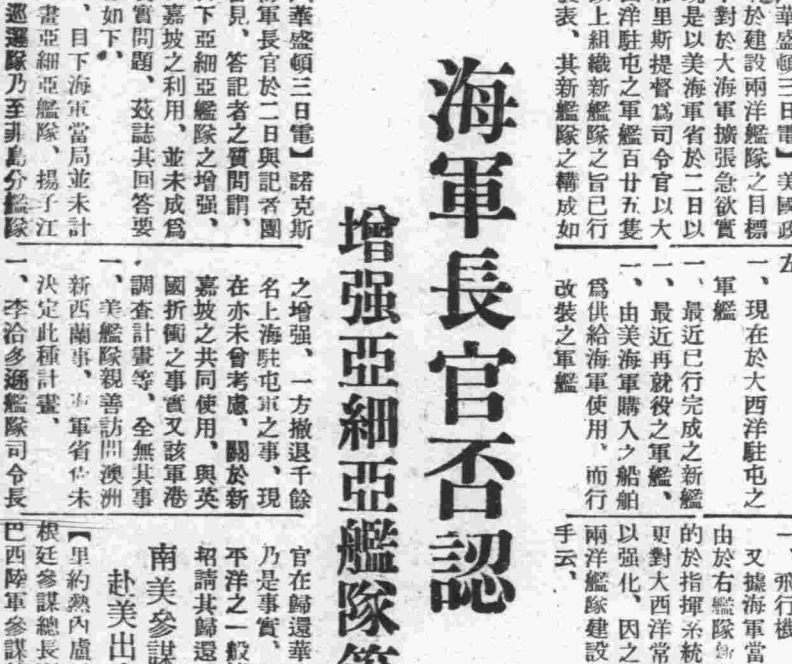 華盛頓三日電】美國政
於建設兩洋艦隊之目標
對於大海軍擴張急欲實
現是以美海軍省於二日以
希里斯提督爲司令官以大
西洋駐屯之軍艦百廿五隻
以上組織新艦隊之旨已行
發表、其新艦隊之構成如
左
一、現在於大西洋駐屯之
軍艦
一、最近已行完成之新艦
一、最近再就役之軍艦、
一、由美海軍購入之船舶
爲供給海軍使用、而行
改裝之軍艦
一、飛行機
又據海軍當
由於右艦隊新
的於指揮系統
更對大西洋常
以强化、因之
兩洋艦隊建設
手云、
海軍長官否認
增强亞細亞艦隊
華盛頓三日電】諾克斯
海軍長官於二日與記者團
會見、答記者之質問謂、
下亞細亞艦隊之增强、
嘉坡之利用、並未成爲
實問題、茲誌其回答要
如下、
、目下海軍當局並未計
畫亞細亞艦隊、揚子江
巡邏隊乃至菲島分艦隊
之增强、一方撤退千餘
名上海駐屯軍之事、現
在亦未曾考慮、關於新
嘉坡之共同使用、與英
國折衝之事實又該軍港
調查計畫等、全無其事
一、美艦隊親善訪問澳洲
新西蘭事、海軍省尙未
決定此種計畫、
一、李洽多遜艦隊司令長
官在歸還華
乃是事實、
平洋之一般
招請其歸還
南美參謀
赴美出
【里約熱內盧
根廷參謀總長
巴西陸軍參謀